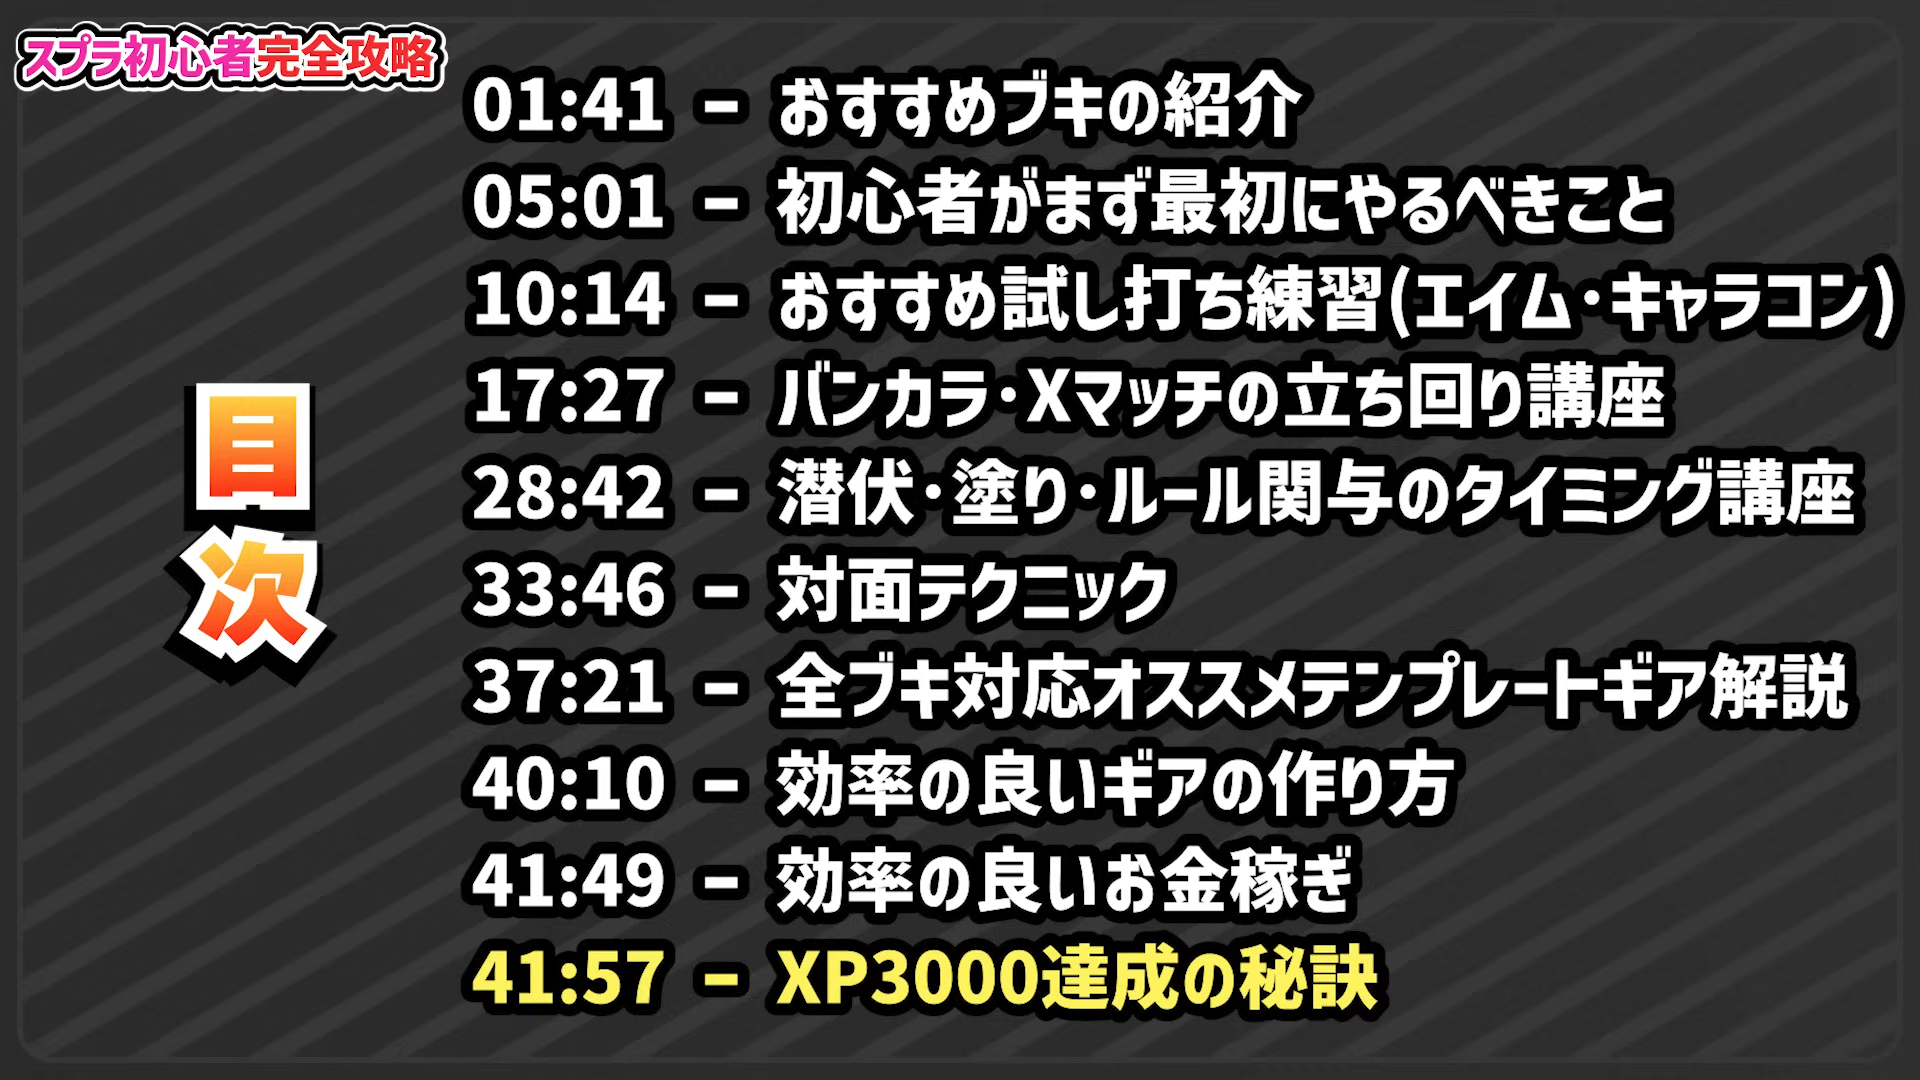 スプラ初心者完全攻略
目次
01:41 – おすすめブキの紹介
05:01 – 初心者がまず最初にやるべきこと
10:14 – おすすめ試し打ち練習(エイム・キャラコン)
17:27 – バンカラ・Xマッチの立ち回り講座
28:42 – 潜伏・塗り・ルール関与のタイミング講座
33:46 – 対面テクニック
37:21 – 全ブキ対応オススメテンプレートギア解説
40:10 – 効率の良いギアの作り方
41:49 – 効率の良いお金稼ぎ
41:57 – XP3000達成の秘訣